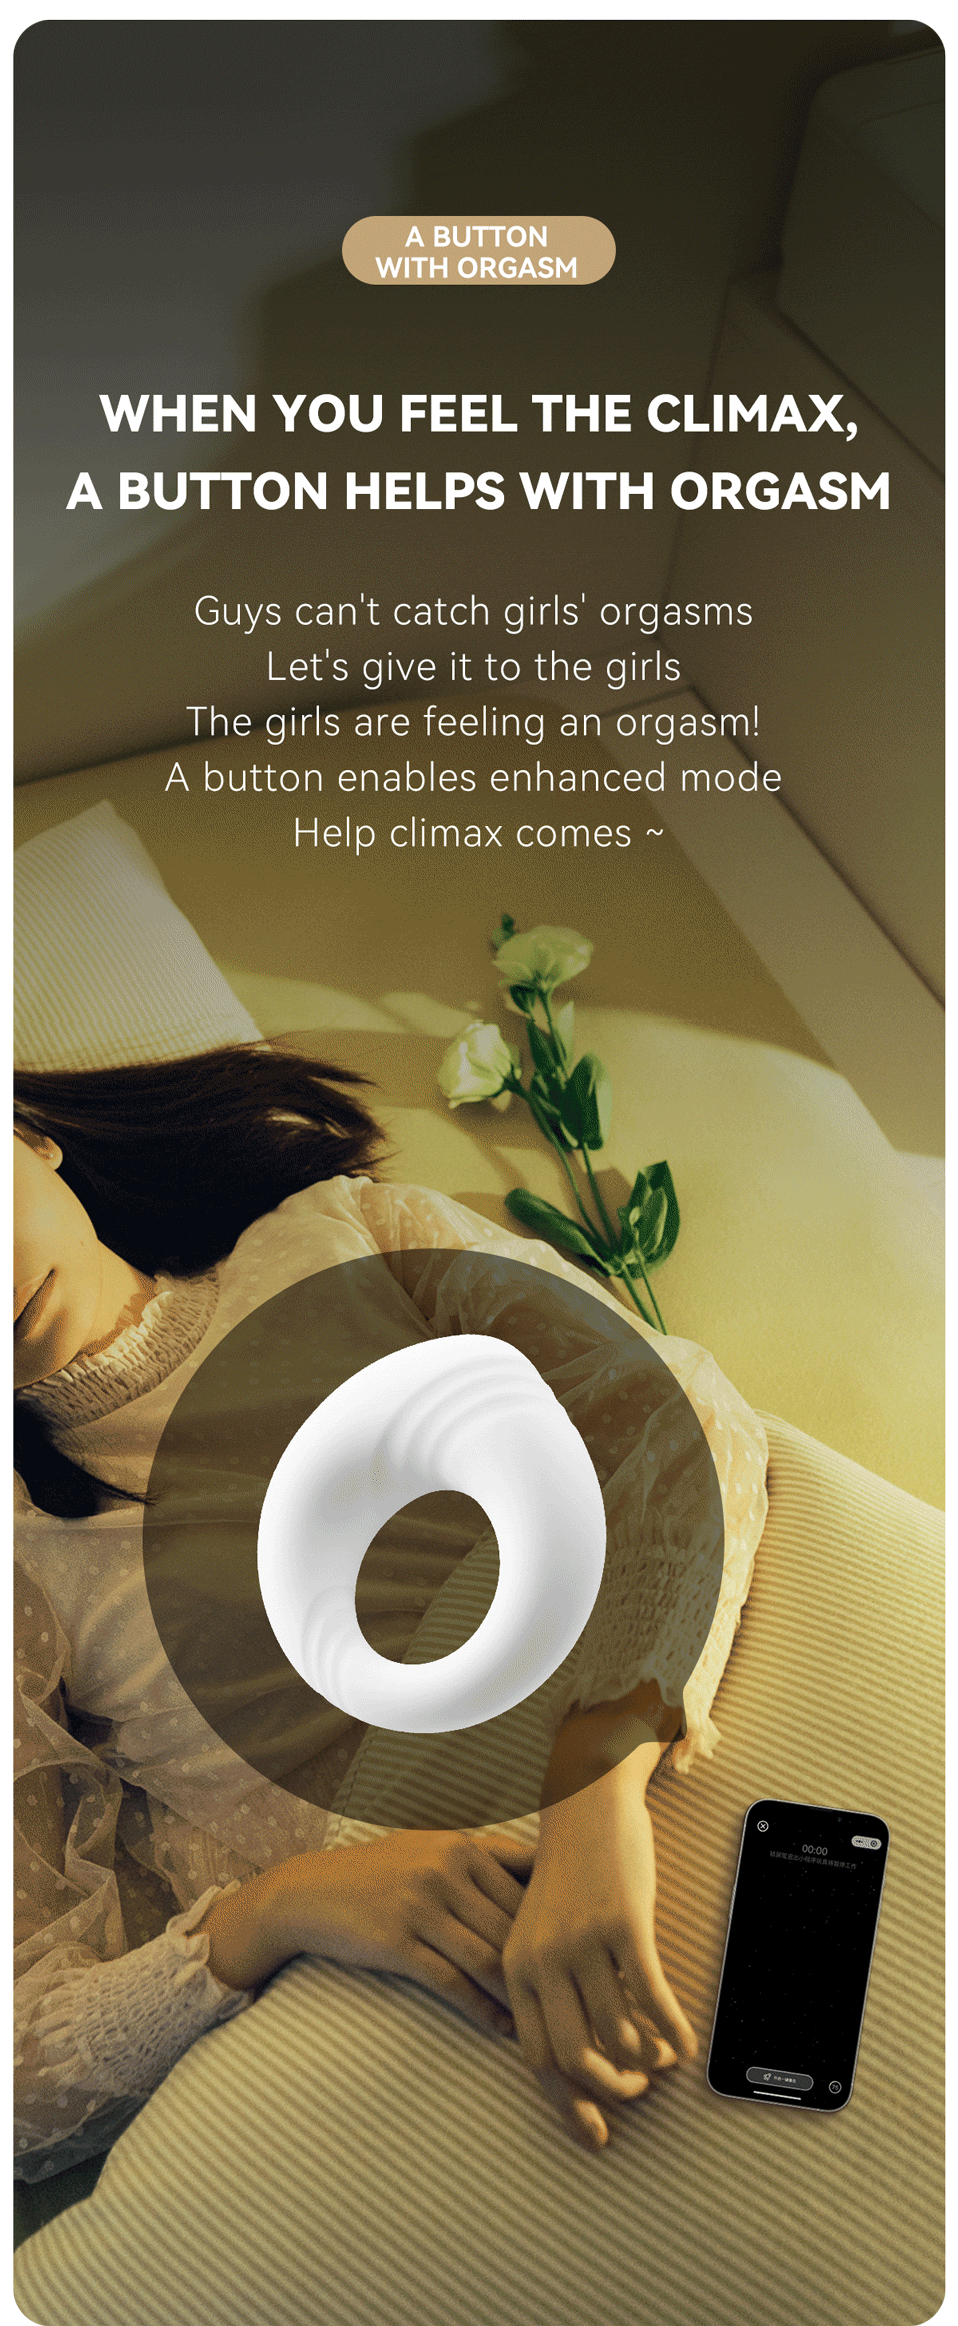 A BUTTON
WITH ORGASM
WHEN YOU FEEL THE CLIMAX,
A BUTTON HELPS WITH ORGASM
Guys can't catch girls' orgasms
Let's give it to the girls
The girls are feeling an orgasm!
A button enables enhanced mode
Help climax comes ~
00:00